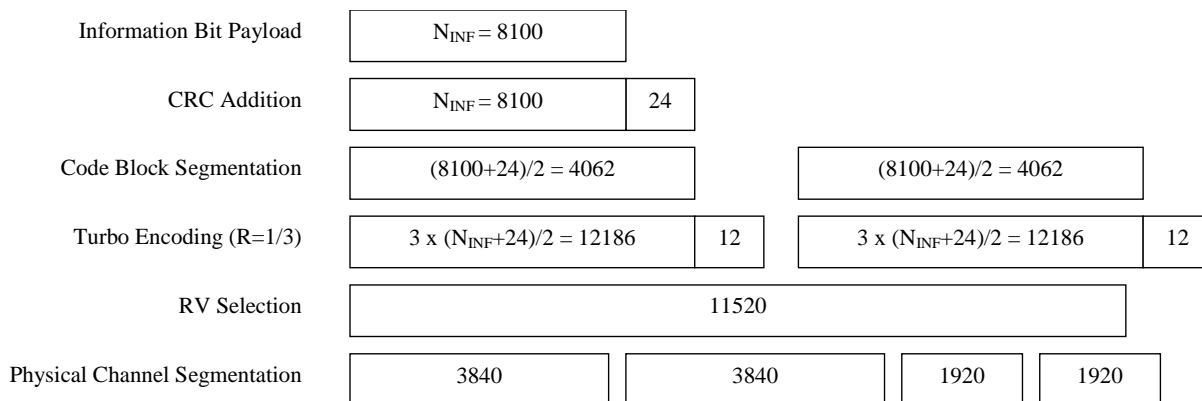 Information Bit Payload
N_INF = 8100
CRC Addition
N_INF = 8100
24
Code Block Segmentation
(8100+24)/2 = 4062
(8100+24)/2 = 4062
Turbo Encoding (R=1/3)
3 x (N_INF+24)/2 = 12186
12
3 x (N_INF+24)/2 = 12186
12
RV Selection
11520
Physical Channel Segmentation
3840
3840
1920
1920